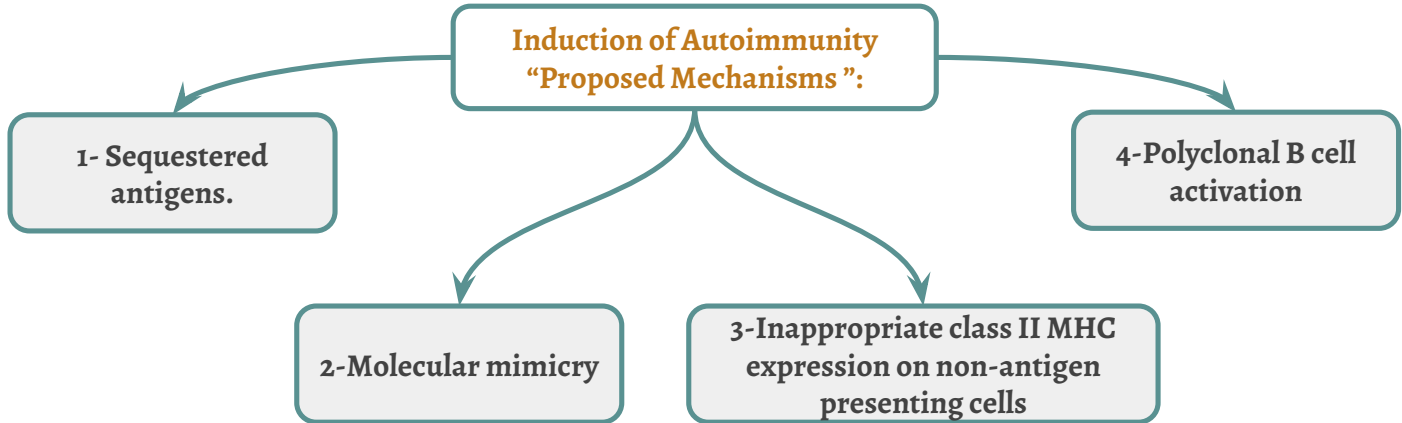 Induction of Autoimmunity
“Proposed Mechanisms ”:
1- Sequestered
antigens.
4-Polyclonal B cell
activation
2-Molecular mimicry
3-Inappropriate class II MHC
expression on non-antigen
presenting cells